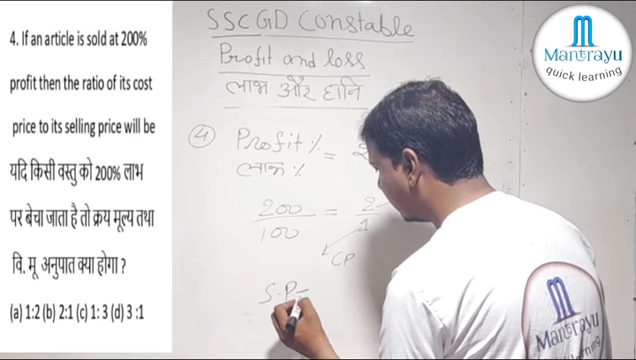 4. If an article is sold at 200%
profit then the ratio of its cost
price to its selling price will be
यदि किसी वस्तु को 200% लाभ
पर बेचा जाता है तो क्रय मूल्य तथा
वि. मू अनुपात क्या होगा ?
(a) 1:2 (b) 2:1 (c) 1: 3 (d) 3 :1
SSC GD Constable
Profit and loss
लाभ और हानि
4 Profit % =
लाभ %
200/100 = 2/1
CP
S.P =
Mantrayu
quick learning
Mantrayu
quick learning